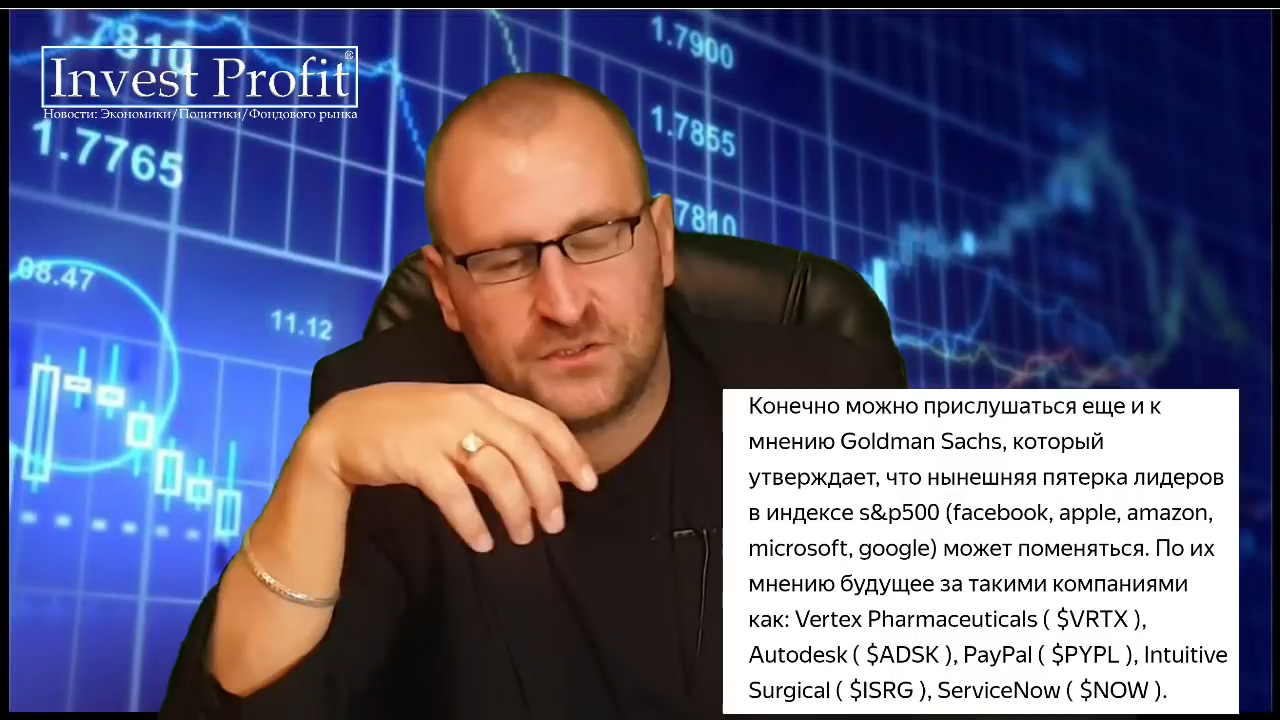 7810
Invest Profit®
Новости: Экономики/Политики/Фондового рынка
1.7765
08.47
11.12
1.7900
1.7855
7810
Конечно можно прислушаться еще и к
мнению Goldman Sachs, который
утверждает, что нынешняя пятерка лидеров
в индексе s&p500 (facebook, apple, amazon,
microsoft, google) может поменяться. По их
мнению будущее за такими компаниями
как: Vertex Pharmaceuticals ( $VRTX ),
Autodesk ( $ADSK ), PayPal ( $PYPL ), Intuitive
Surgical ( $ISRG ), ServiceNow ( $NOW ).